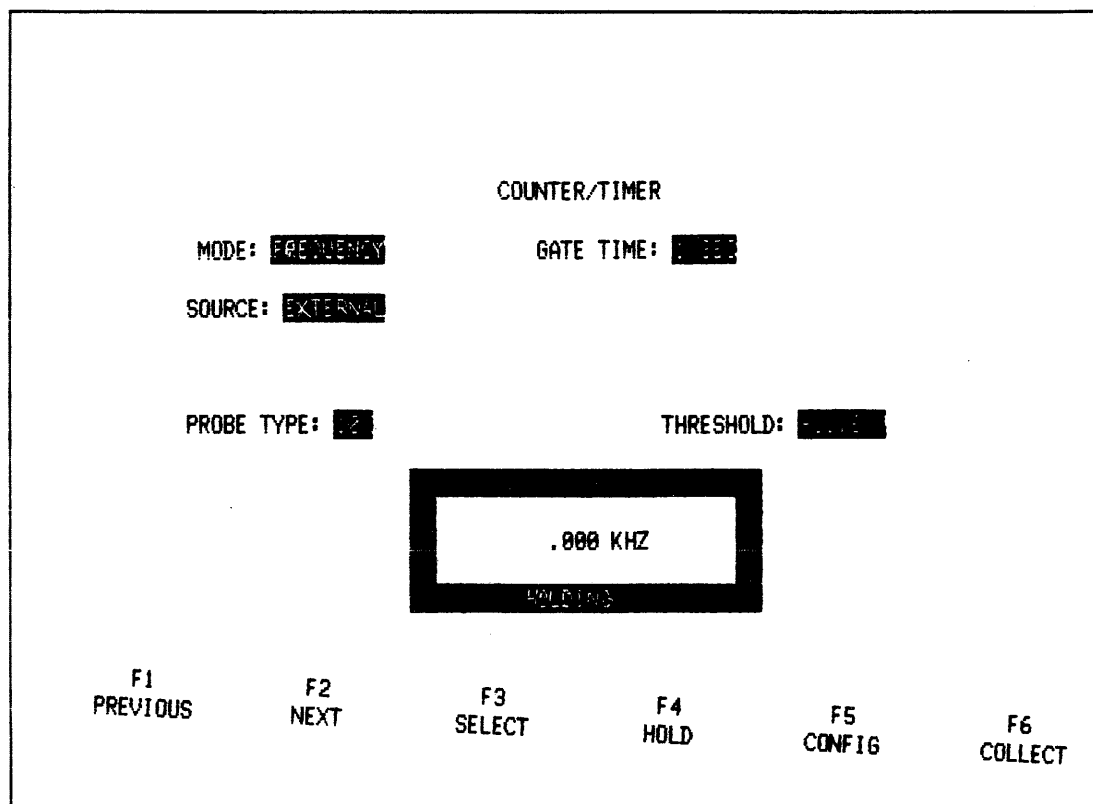 COUNTER/TIMER
MODE: FREQUENCY GATE TIME:
SOURCE: EXTERNAL
PROBE TYPE: THRESHOLD:
.000 KHZ
HOLDING
F1 F2 F3 F4 F5 F6
PREVIOUS NEXT SELECT HOLD CONFIG COLLECT